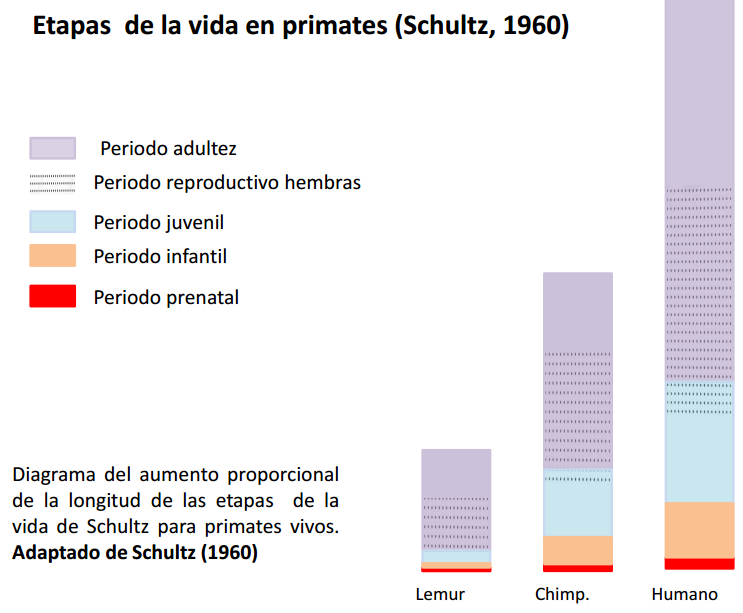 Etapas de la vida en primates (Schultz, 1960)
Periodo adultez
Periodo reproductivo hembras
Periodo juvenil
Periodo infantil
Periodo prenatal
Diagrama del aumento proporcional
de la longitud de las etapas de la
vida de Schultz para primates vivos.
Adaptado de Schultz (1960)
Lemur
Chimp.
Humano